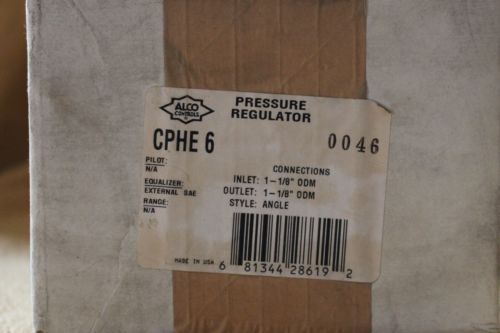 ALCO
CONTROLS
PRESSURE
REGULATOR
CPHE 6
0046
PILOT:
N/A
CONNECTIONS
INLET: 1-1/8" ODM
EQUALIZER:
EXTERNAL SAE
OUTLET: 1-1/8" ODM
STYLE: ANGLE
RANGE:
N/A
MADE IN USA
6 81344 28619 2